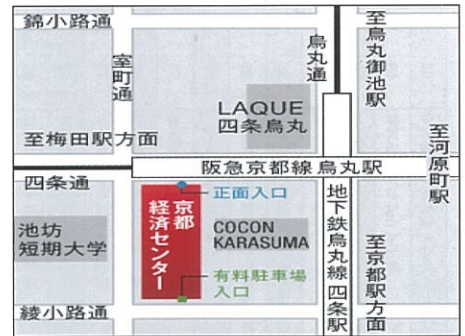 錦小路通
室町通
烏丸通
至烏丸御池駅
LAQUE
四条烏丸
至梅田駅方面
至河原町駅
阪急京都線 烏丸駅
四条通
正面入口
京都
経済センター
池坊
短期大学
COCON
KARASUMA
地下鉄烏丸線 四条駅
至京都駅方面
有料駐車場
入口
綾小路通